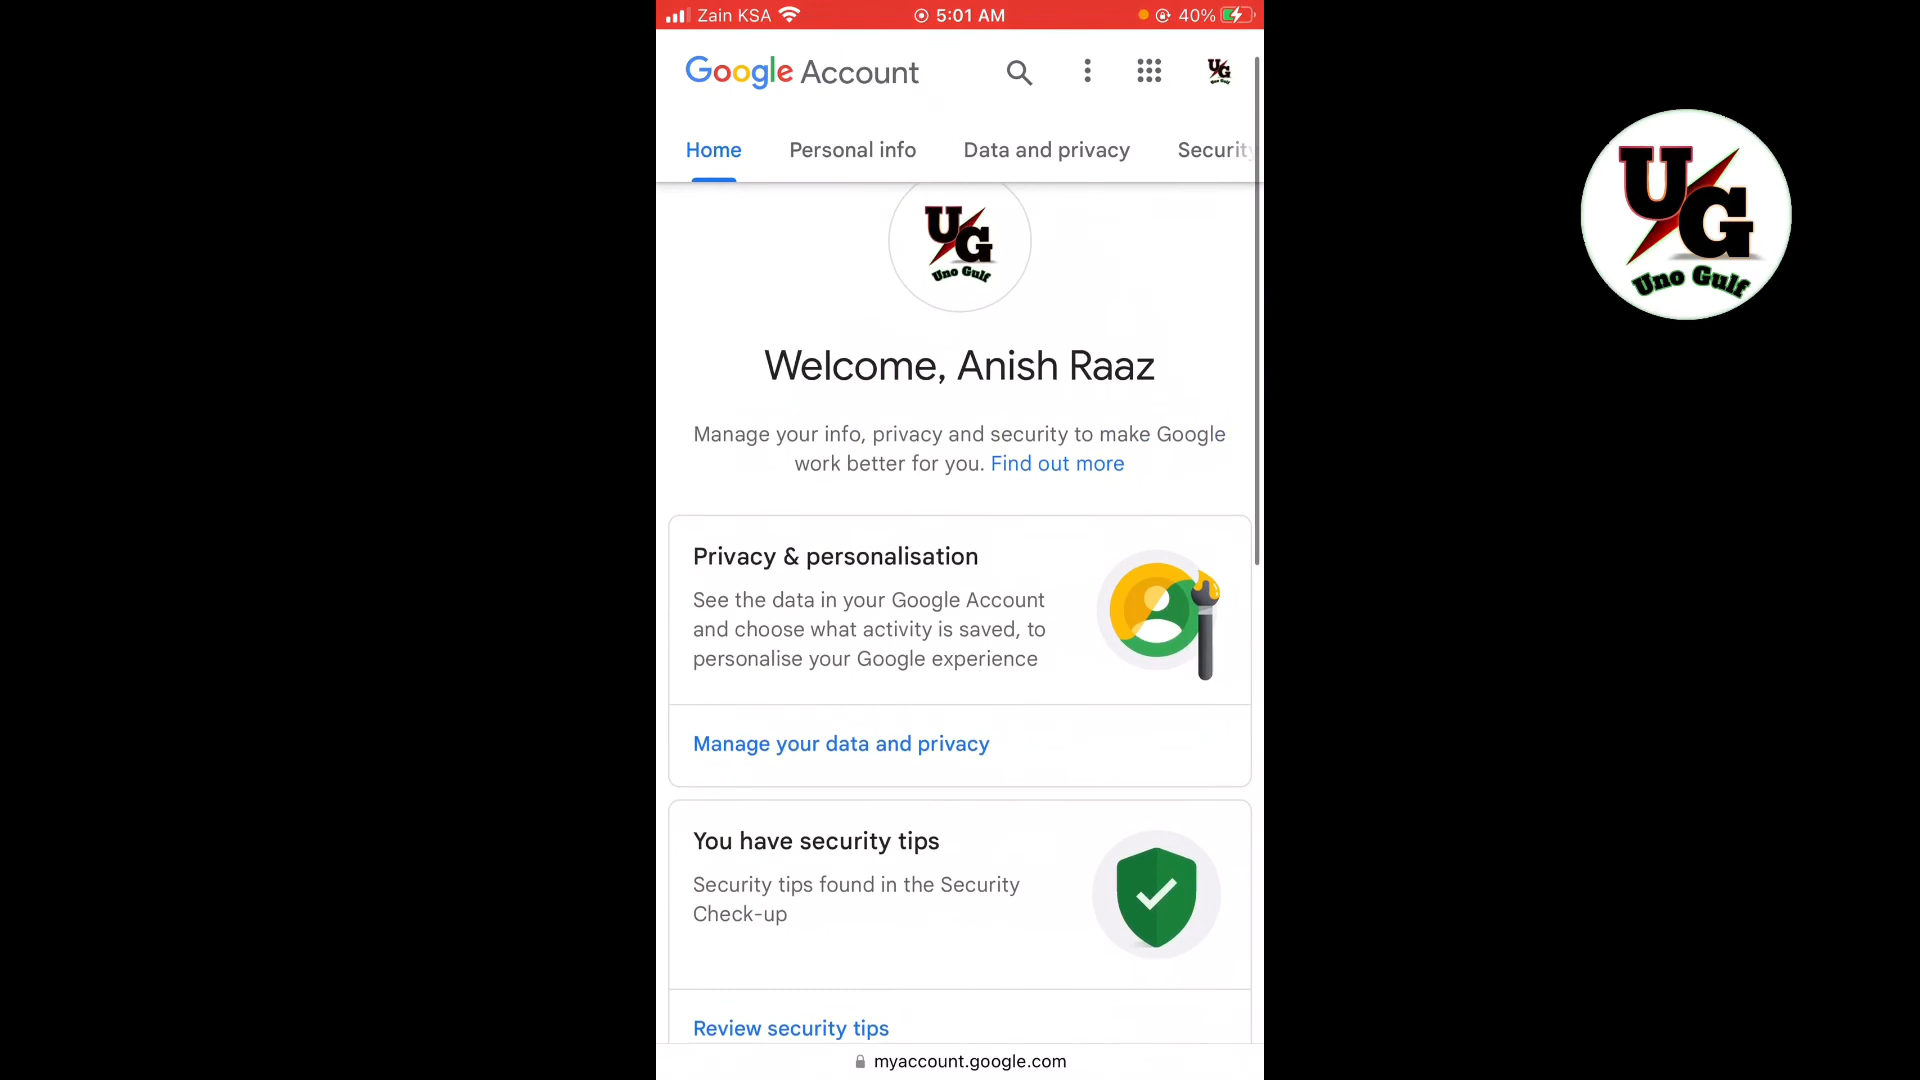 Zain KSA 5:01 AM 40%
Google Account UG Uno Gulf
Home Personal info Data and privacy Security
UG
Uno Gulf
Welcome, Anish Raaz
Manage your info, privacy and security to make Google
work better for you. Find out more
Privacy & personalisation
See the data in your Google Account
and choose what activity is saved, to
personalise your Google experience
Manage your data and privacy
You have security tips
Security tips found in the Security
Check-up
Review security tips
myaccount.google.com
UG
Uno Gulf